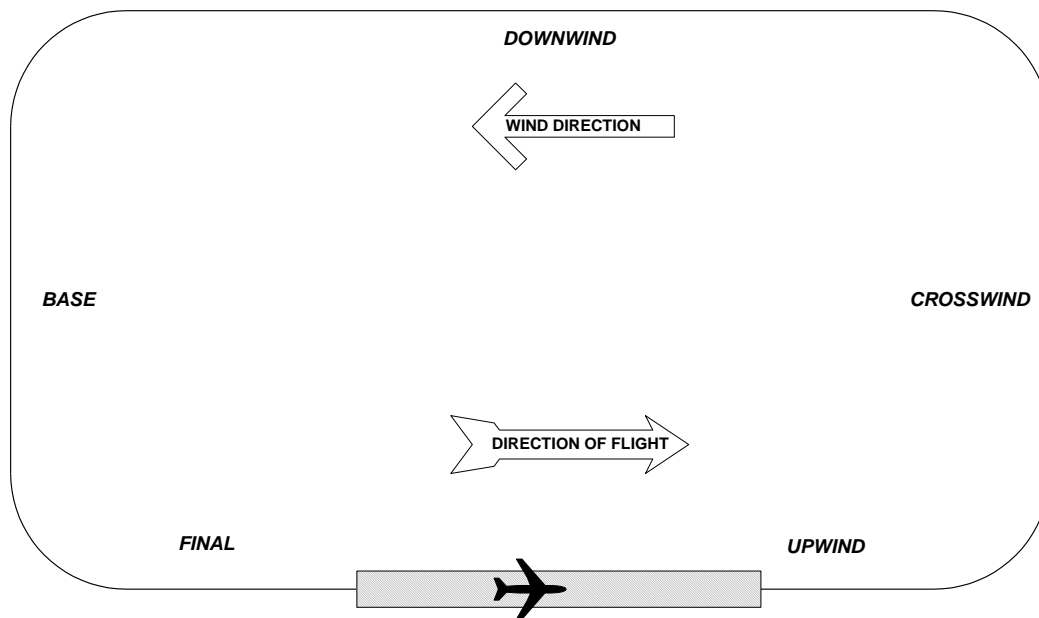 DOWNWIND
WIND DIRECTION
BASE
CROSSWIND
DIRECTION OF FLIGHT
FINAL
UPWIND